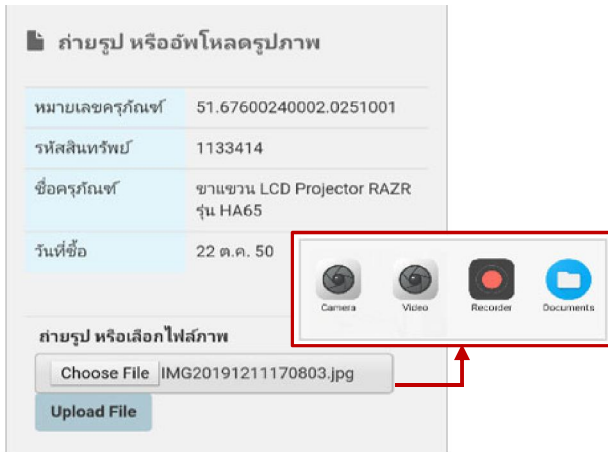 ถ่ายรูป หรืออัพโหลดรูปภาพ
หมายเลขครุภัณฑ์ 51.67600240002.0251001
รหัสสินทรัพย์ 1133414
ชื่อครุภัณฑ์ ขาแขวน LCD Projector RAZR
รุ่น HA65
วันที่ซื้อ 22 ต.ค. 50
Camera Video Recorder Documents
ถ่ายรูป หรือเลือกไฟล์ภาพ
Choose File IMG20191211170803.jpg
Upload File